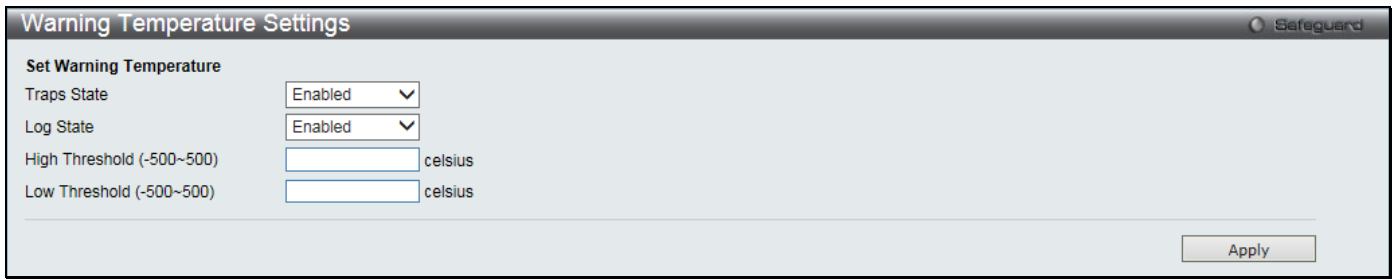 Warning Temperature Settings
Safeguard
Set Warning Temperature
Traps State Enabled
Log State Enabled
High Threshold (-500~500) celsius
Low Threshold (-500~500) celsius
Apply